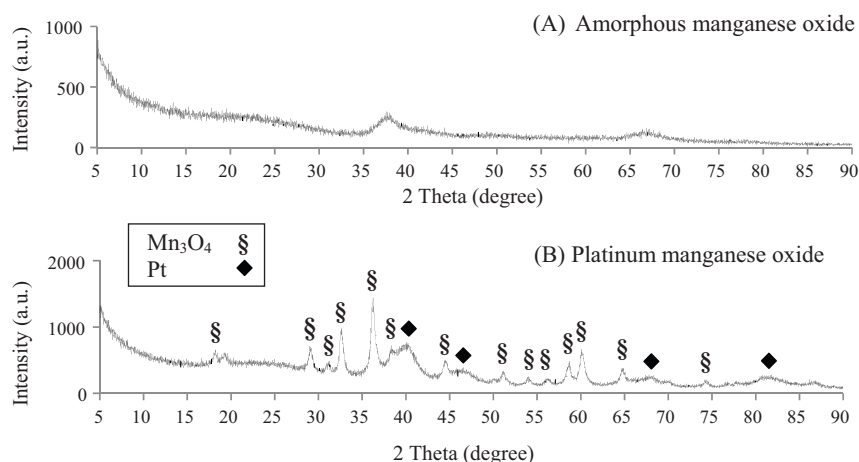 (A) Amorphous manganese oxide
Intensity (a.u.)
1000
500
0
5 10 15 20 25 30 35 40 45 50 55 60 65 70 75 80 85 90
2 Theta (degree)
Mn₃O₄ §
Pt ◆
(B) Platinum manganese oxide
Intensity (a.u.)
2000
1000
0
§ § § § § § ◆ § ◆ § § § § § § ◆ § ◆
5 10 15 20 25 30 35 40 45 50 55 60 65 70 75 80 85 90
2 Theta (degree)